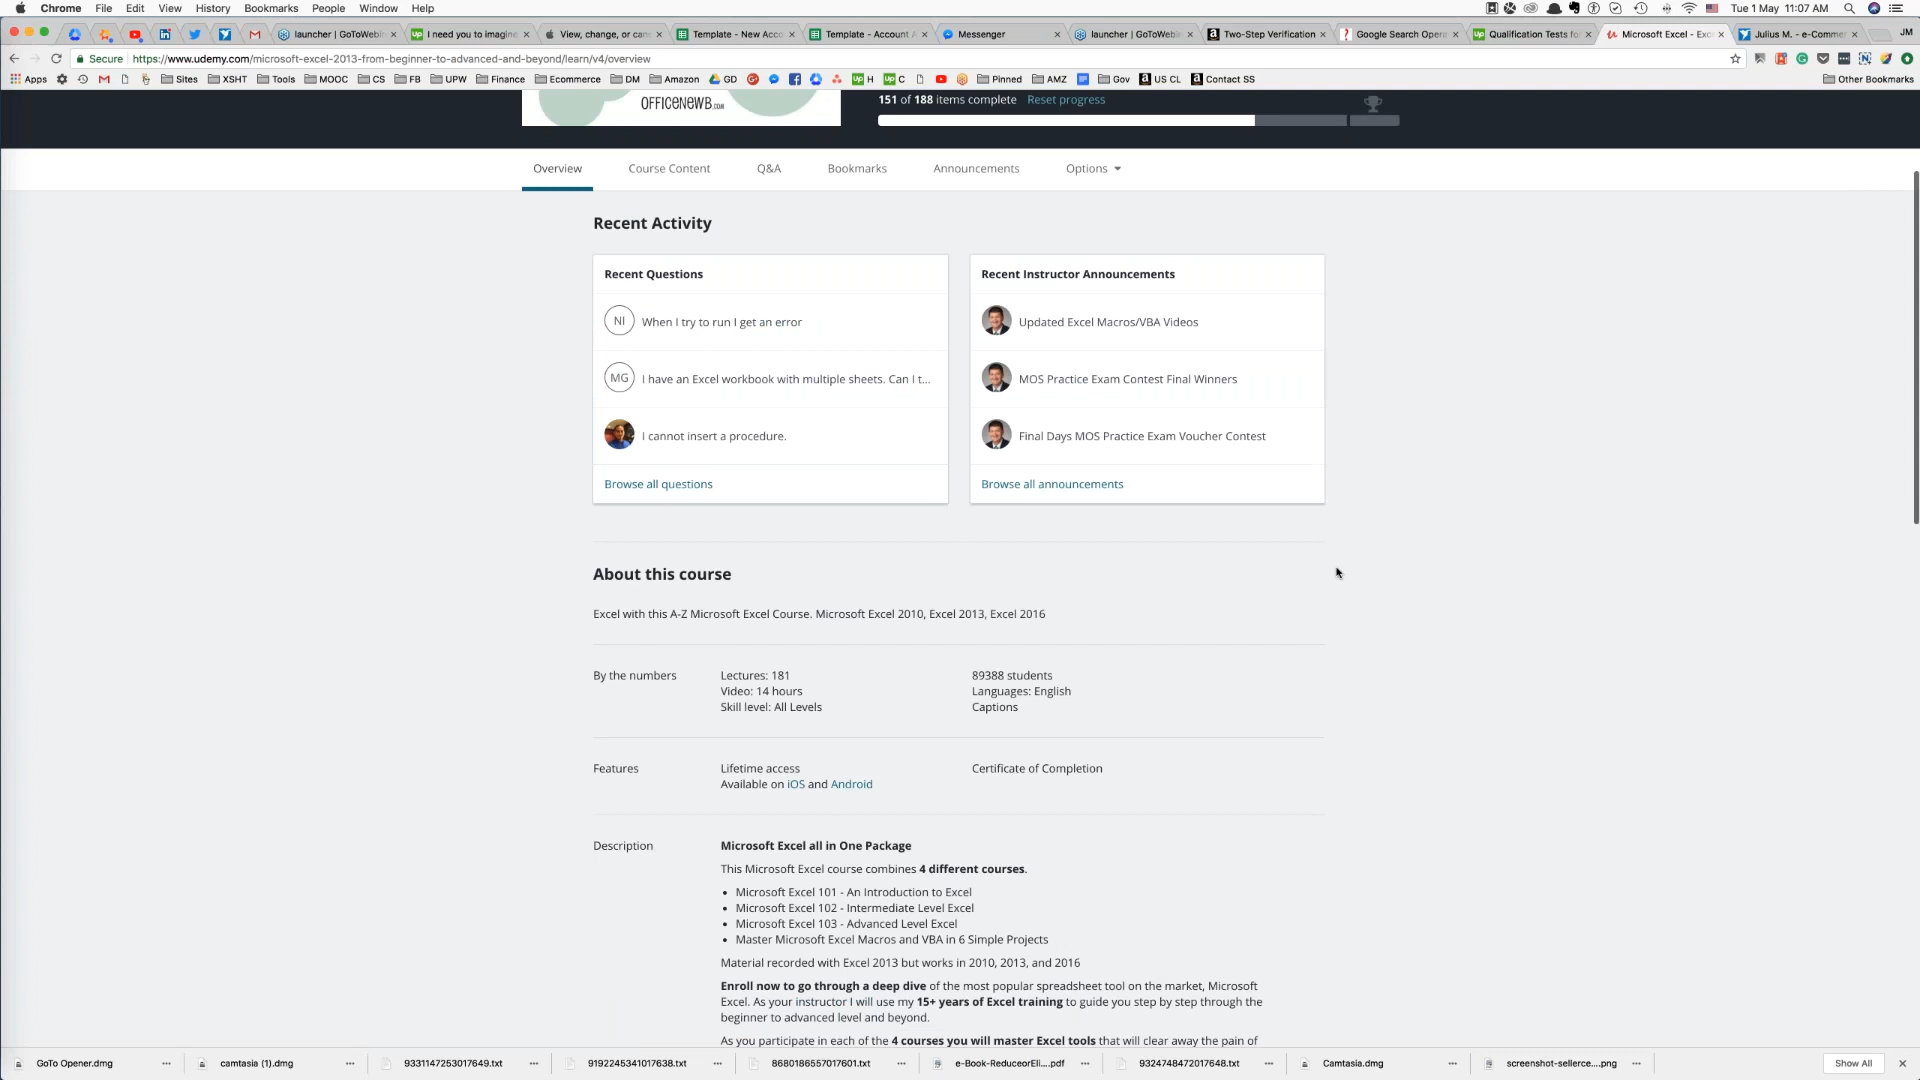 Chrome File Edit View History Bookmarks People Window Help Tue 1 May 11:07 AM
launcher | GoToWebi I need you to imagine View, change, or can Template - New Acco Template - Account A Messenger launcher | GoToWebi Two-Step Verification Google Search Opera Qualification Tests fo Microsoft Excel - Exc Julius M. - e-Commer JM
Secure https://www.udemy.com/microsoft-excel-2013-from-beginner-to-advanced-and-beyond/learn/v4/overview
Apps Sites XSHT Tools MOOC CS FB UPW Finance Ecommerce DM Amazon GD H C Pinned AMZ Gov US CL Contact SS Other Bookmarks
OFFICENEWB.COM
151 of 188 items complete Reset progress
Overview Course Content Q&A Bookmarks Announcements Options
Recent Activity
Recent Questions
NI When I try to run I get an error
MG I have an Excel workbook with multiple sheets. Can I t...
I cannot insert a procedure.
Browse all questions
Recent Instructor Announcements
Updated Excel Macros/VBA Videos
MOS Practice Exam Contest Final Winners
Final Days MOS Practice Exam Voucher Contest
Browse all announcements
About this course
Excel with this A-Z Microsoft Excel Course. Microsoft Excel 2010, Excel 2013, Excel 2016
By the numbers
Lectures: 181
Video: 14 hours
Skill level: All Levels
89388 students
Languages: English
Captions
Features
Lifetime access
Available on iOS and Android
Certificate of Completion
Description
Microsoft Excel all in One Package
This Microsoft Excel course combines 4 different courses.
• Microsoft Excel 101 - An Introduction to Excel
• Microsoft Excel 102 - Intermediate Level Excel
• Microsoft Excel 103 - Advanced Level Excel
• Master Microsoft Excel Macros and VBA in 6 Simple Projects
Material recorded with Excel 2013 but works in 2010, 2013, and 2016
Enroll now to go through a deep dive of the most popular spreadsheet tool on the market, Microsoft
Excel. As your instructor I will use my 15+ years of Excel training to guide you step by step through the
beginner to advanced level and beyond.
As you participate in each of the 4 courses you will master Excel tools that will clear away the pain of
GoTo Opener.dmg camtasia (1).dmg 9331147253017649.txt 9192245341017638.txt 8680186557017601.txt e-Book-ReduceorEli....pdf 9324748472017648.txt Camtasia.dmg screenshot-sellerce....png Show All